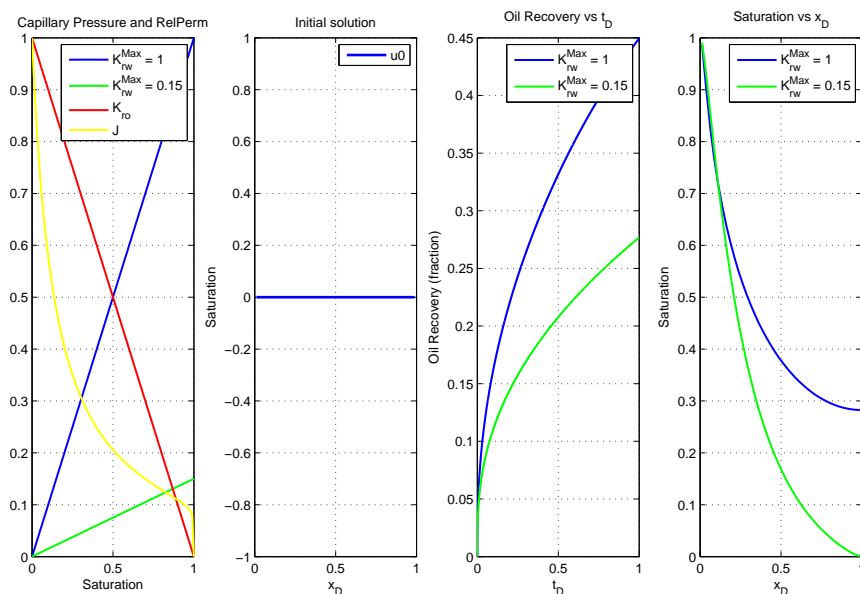 Capillary Pressure and RelPerm
1
0.9
0.8
0.7
0.6
0.5
0.4
0.3
0.2
0.1
0
0 0.5 1
Saturation
K_rw^Max = 1
K_rw^Max = 0.15
K_ro
J
Initial solution
1
0.8
0.6
0.4
0.2
0
−0.2
−0.4
−0.6
−0.8
−1
0 0.5 1
x_D
Saturation
u0
Oil Recovery vs t_D
0.45
0.4
0.35
0.3
0.25
0.2
0.15
0.1
0.05
0
0 0.5 1
t_D
Oil Recovery (fraction)
K_rw^Max = 1
K_rw^Max = 0.15
Saturation vs x_D
1
0.9
0.8
0.7
0.6
0.5
0.4
0.3
0.2
0.1
0
0 0.5 1
x_D
Saturation
K_rw^Max = 1
K_rw^Max = 0.15